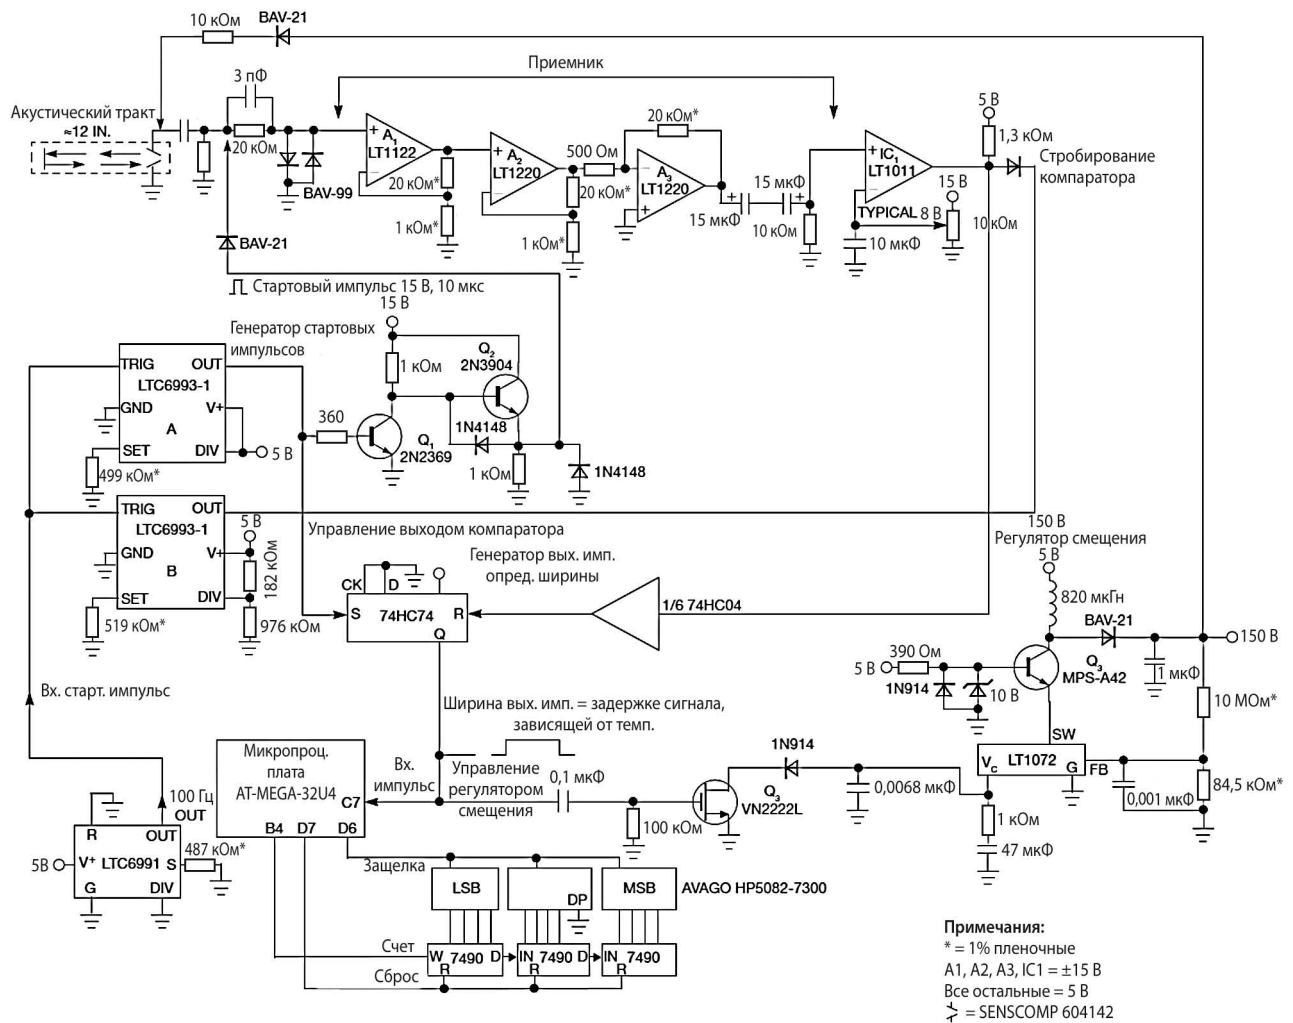 10 кОм
BAV-21
3 пФ
Приемник
Акустический тракт
≈12 IN.
20 кОм
BAV-99
+
A1
LT1122
–
20 кОм*
1 кОм*
+
A2
LT1220
–
20 кОм*
1 кОм*
500 Ом
20 кОм*
–
A3
LT1220
+
+
15 мкФ
15 мкФ
+
10 кОм
+
IC1
LT1011
–
5 В
1,3 кОм
Стробирование
компаратора
15 В
TYPICAL 8 В
10 кОм
10 мкФ
BAV-21
Стартовый импульс 15 В, 10 мкс
15 В
Генератор стартовых
импульсов
1 кОм
Q2
2N3904
360
Q1
2N2369
1N4148
1 кОм
1N4148
TRIG OUT
LTC6993-1
GND V+
A
SET DIV
5 В
499 кОм*
TRIG OUT
LTC6993-1
GND V+
B
SET DIV
5 В
182 кОм
519 кОм*
976 кОм
Управление выходом компаратора
Генератор вых. имп.
опред. ширины
CK D
S 74HC74 R
Q
1/6 74HC04
150 В
Регулятор смещения
5 В
820 мкГн
BAV-21
150 В
390 Ом
5 В
1N914
10 В
Q3
MPS-A42
1 мкФ
10 МОм*
SW
VC LT1072
G
FB
0,001 мкФ
84,5 кОм*
1 кОм
47 мкФ
Вх. старт. импульс
Ширина вых. имп. = задержке сигнала,
зависящей от темп.
Микропроц.
плата
AT-MEGA-32U4
C7
B4 D7 D6
Вх.
импульс
Управление
регулятором
смещения
0,1 мкФ
100 кОм
1N914
Q3
VN2222L
0,0068 мкФ
100 Гц
OUT
R OUT
V+ LTC6991 S
G DIV
5В
487 кОм*
Защелка
LSB
DP
MSB
AVAGO HP5082-7300
Счет
W 7490 D
R
IN 7490 D
R
IN 7490
R
Сброс
Примечания:
* = 1% пленочные
A1, A2, A3, IC1 = ±15 В
Все остальные = 5 В
= SENSCOMP 604142